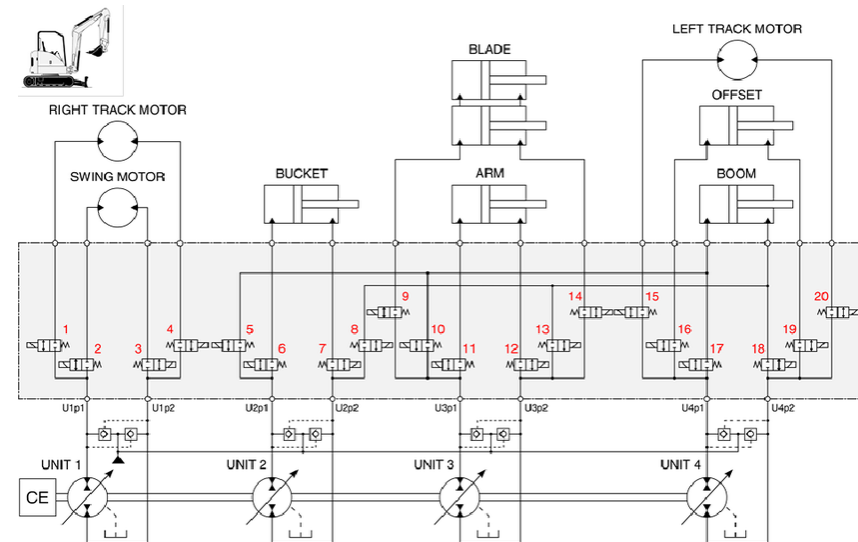 LEFT TRACK MOTOR
BLADE
OFFSET
RIGHT TRACK MOTOR
SWING MOTOR
BUCKET
ARM
BOOM
9
14
15
20
1
4
5
8
10
13
16
19
2
3
6
7
11
12
17
18
U1p1
U1p2
U2p1
U2p2
U3p1
U3p2
U4p1
U4p2
UNIT 1
UNIT 2
UNIT 3
UNIT 4
CE